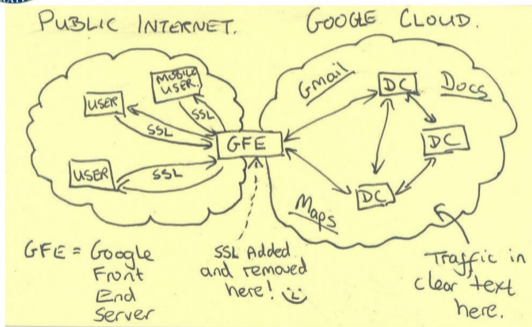 PUBLIC INTERNET.
GOOGLE CLOUD.
MOBILE
USER.
USER
SSL
SSL
USER
SSL
GFE
Gmail
DC
Docs
DC
DC
Maps
GFE = Google
Front
End
Server
SSL Added
and removed
here!
Traffic in
clear text
here.